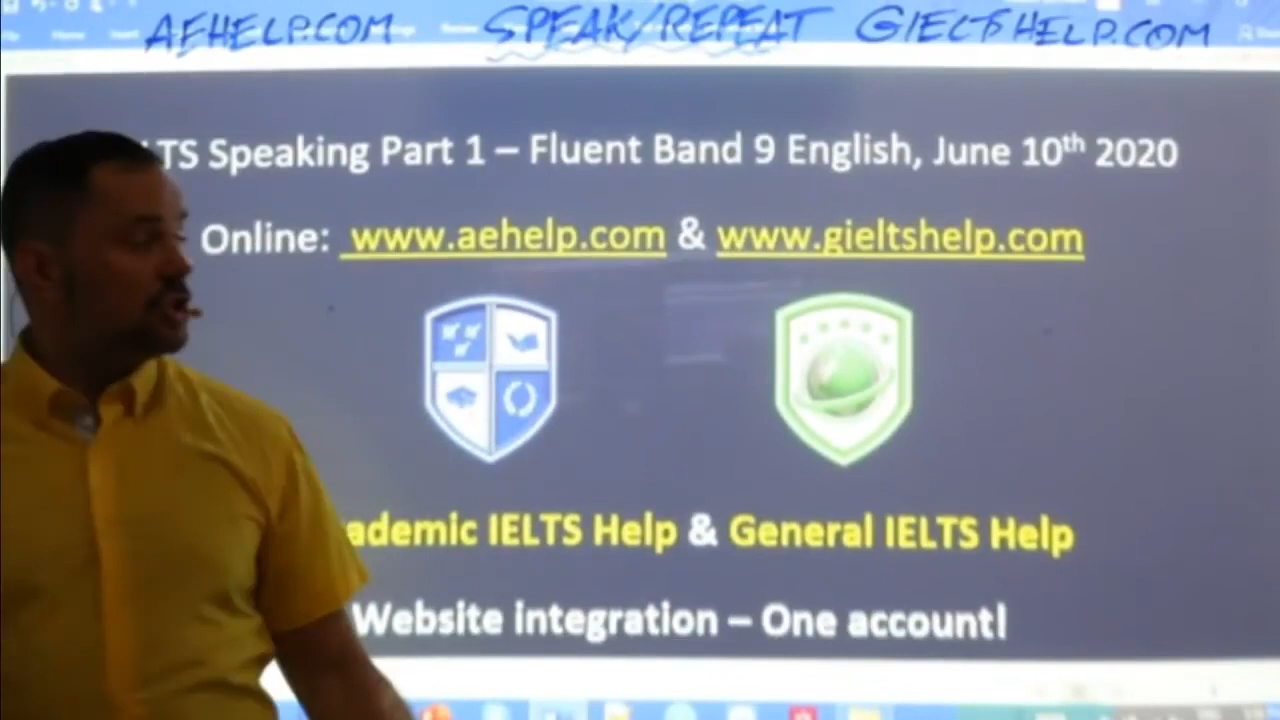 AEHELP.COM SPEAK/REPEAT GIELTSHELP.COM
LTS Speaking Part 1 – Fluent Band 9 English, June 10th 2020
Online: www.aehelp.com & www.gieltshelp.com
ademic IELTS Help & General IELTS Help
Website integration – One account!